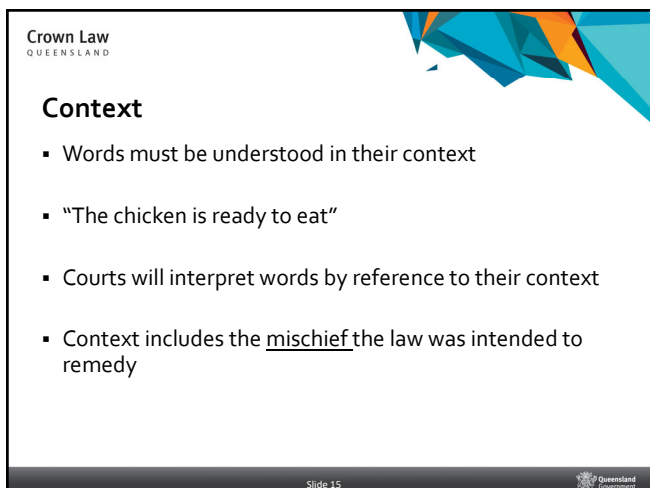 Crown Law
QUEENSLAND
Context
▪ Words must be understood in their context
▪ "The chicken is ready to eat"
▪ Courts will interpret words by reference to their context
▪ Context includes the mischief the law was intended to
remedy
Slide 15
Queensland
Government